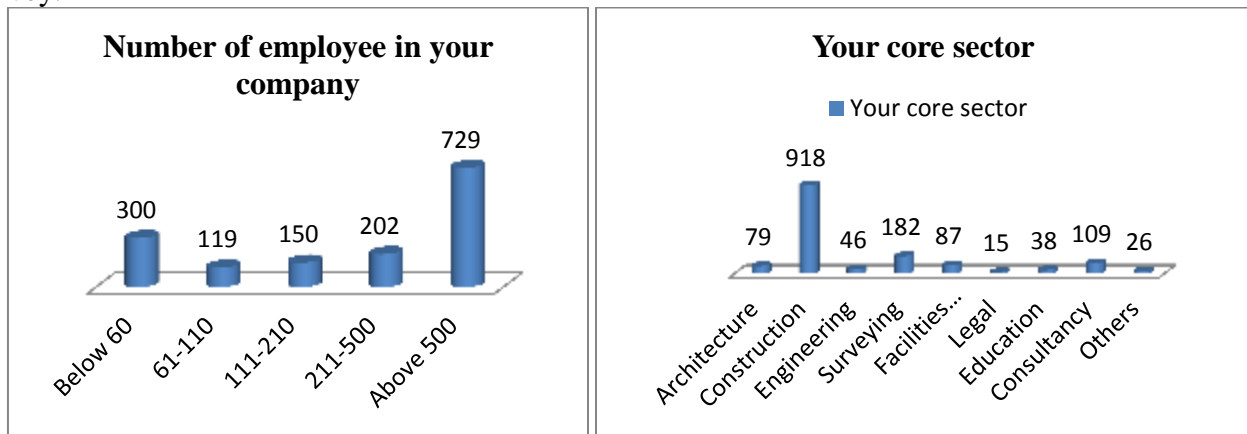 Number of employee in your
company
300
119
150
202
729
Below 60
61-110
111-210
211-500
Above 500
Your core sector
Your core sector
79
918
46
182
87
15
38
109
26
Architecture
Construction
Engineering
Surveying
Facilities...
Legal
Education
Consultancy
Others